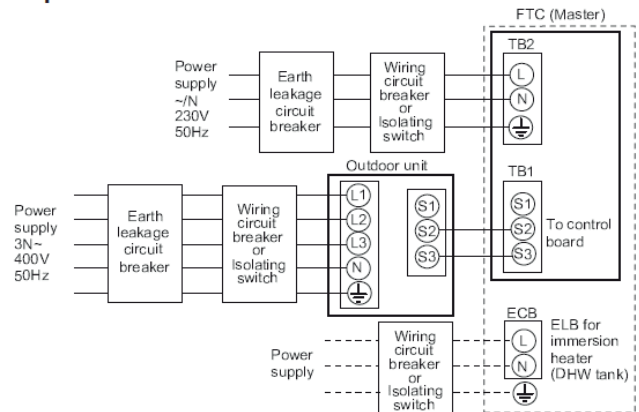 FTC (Master)
TB2
Power
supply
~/N
230V
50Hz
Earth
leakage
circuit
breaker
Wiring
circuit
breaker
or
Isolating
switch
L
N
Outdoor unit
TB1
Power
supply
3N~
400V
50Hz
Earth
leakage
circuit
breaker
Wiring
circuit
breaker
or
Isolating
switch
L1
L2
L3
N
S1
S2
S3
S1
S2
S3
To control
board
ECB
Power
supply
Wiring
circuit
breaker
or
Isolating
switch
L
N
ELB for
immersion
heater
(DHW tank)